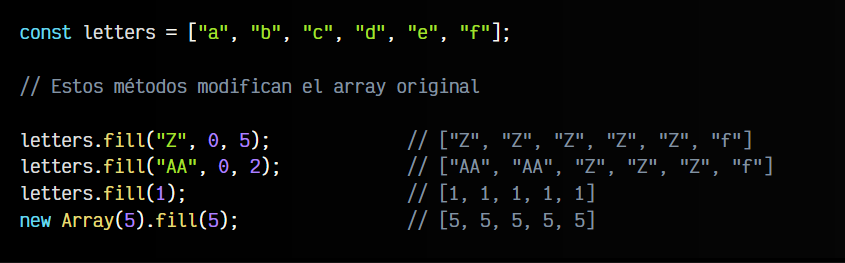 const letters = ["a", "b", "c", "d", "e", "f"];
// Estos métodos modifican el array original
letters.fill("Z", 0, 5); // ["Z", "Z", "Z", "Z", "Z", "f"]
letters.fill("AA", 0, 2); // ["AA", "AA", "Z", "Z", "Z", "f"]
letters.fill(1); // [1, 1, 1, 1, 1]
new Array(5).fill(5); // [5, 5, 5, 5, 5]